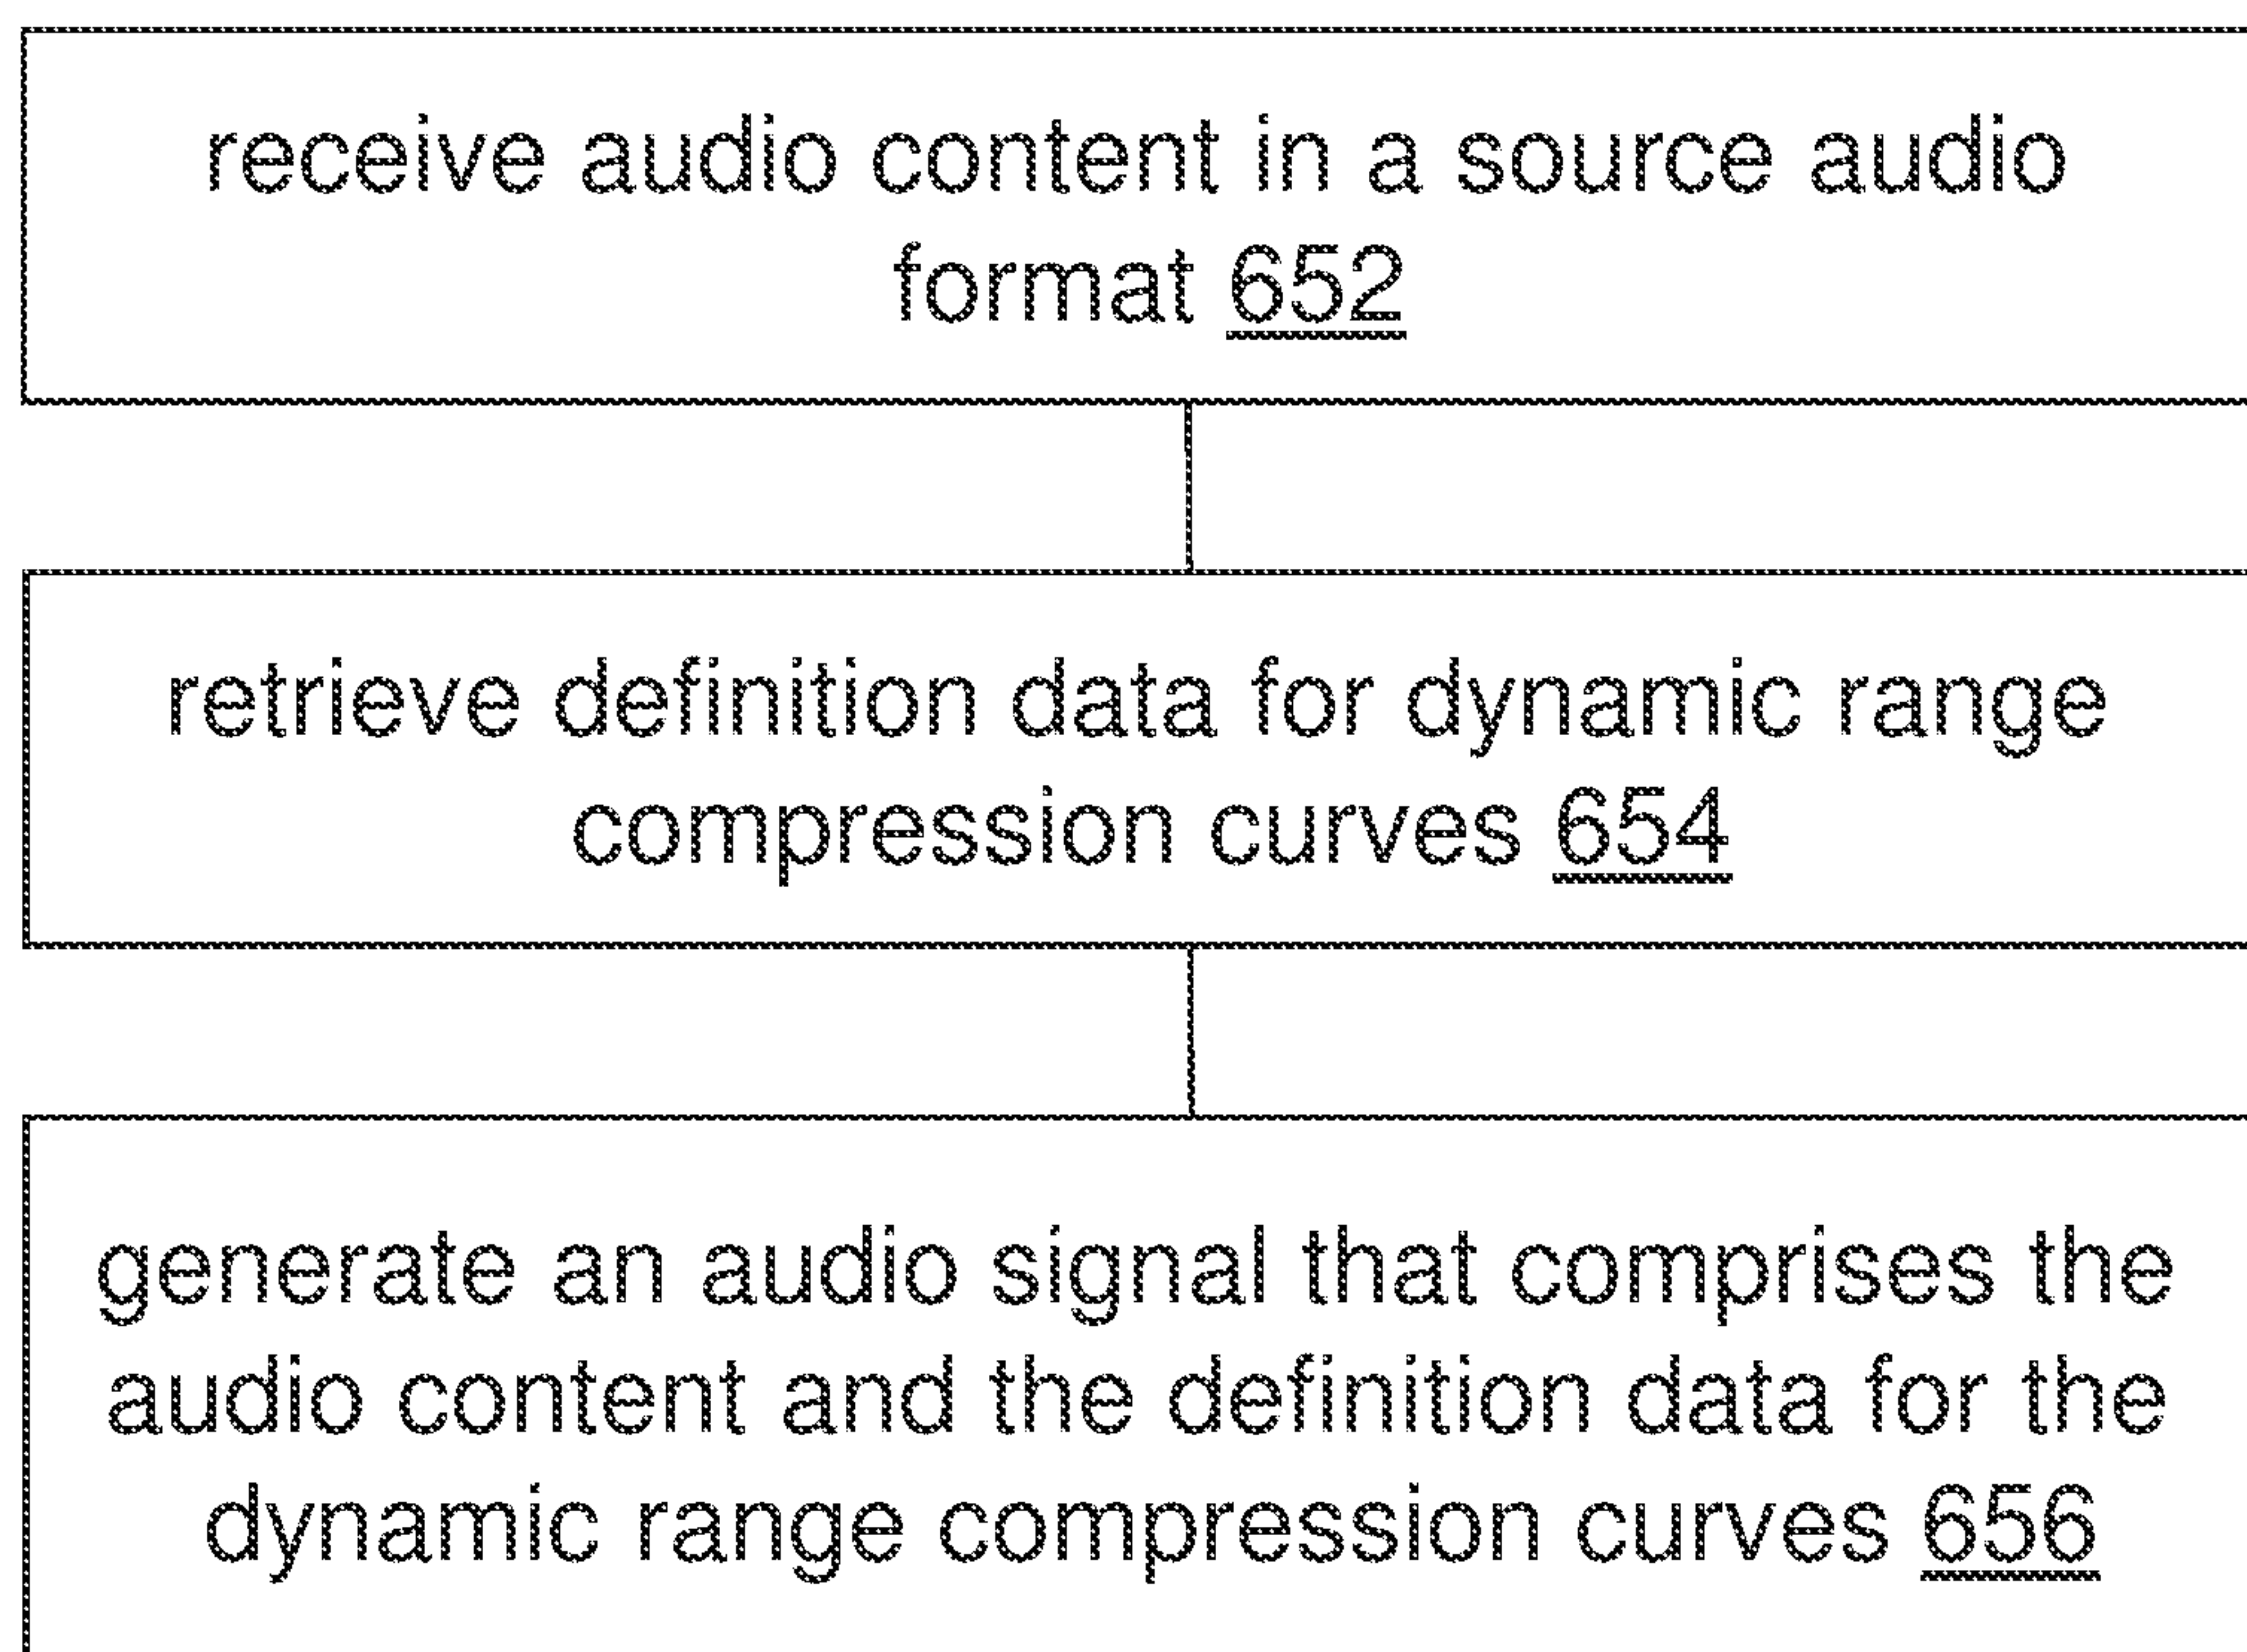 receive audio content in a source audio
format 652
retrieve definition data for dynamic range
compression curves 654
generate an audio signal that comprises the
audio content and the definition data for the
dynamic range compression curves 656